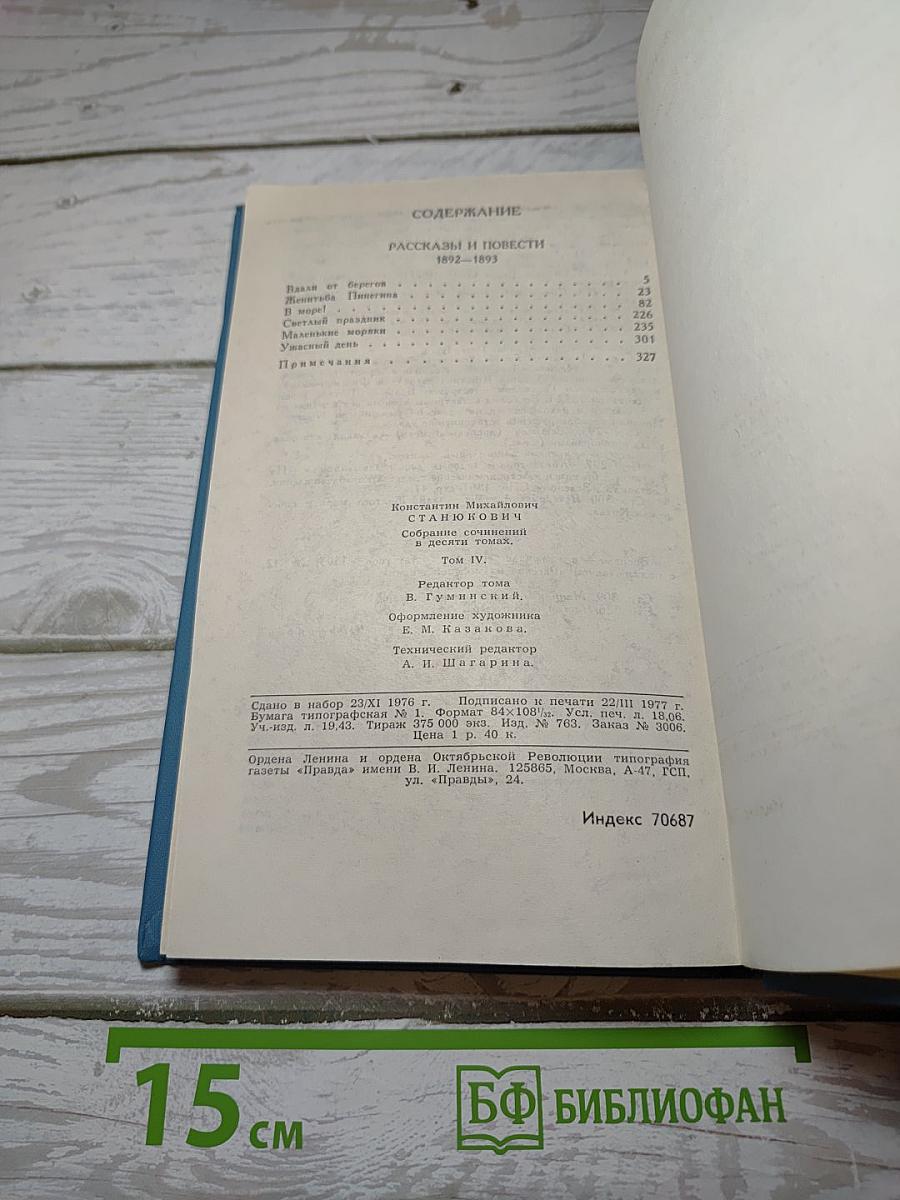 СОДЕРЖАНИЕ
РАССКАЗЫ И ПОВЕСТИ
1892—1893
Вдали от берегов . . . . . . . . . . . . . . . 5
Женитьба Пинегина . . . . . . . . . . . . . . . 23
В море! . . . . . . . . . . . . . . . 82
Светлый праздник . . . . . . . . . . . . . . . 226
Маленькие моряки . . . . . . . . . . . . . . . 235
Ужасный день . . . . . . . . . . . . . . . 301
Примечания . . . . . . . . . . . . . . . 327
Константин Михайлович
СТАНЮКОВИЧ
Собрание сочинений
в десяти томах.
Том IV.
Редактор тома
В. Гуминский.
Оформление художника
Е. М. Казакова.
Технический редактор
А. И. Шагарина.
Сдано в набор 23/XI 1976 г. Подписано к печати 22/III 1977 г.
Бумага типографская № 1. Формат 84×108¹/₃₂. Усл. печ. л. 18,06.
Уч.-изд. л. 19,43. Тираж 375 000 экз. Изд. № 763. Заказ № 3006.
Цена 1 р. 40 к.
Ордена Ленина и ордена Октябрьской Революции типография
газеты «Правда» имени В. И. Ленина. 125865, Москва, А-47, ГСП,
ул. «Правды», 24.
Индекс 70687
15 см
БФ БИБЛИОФАН